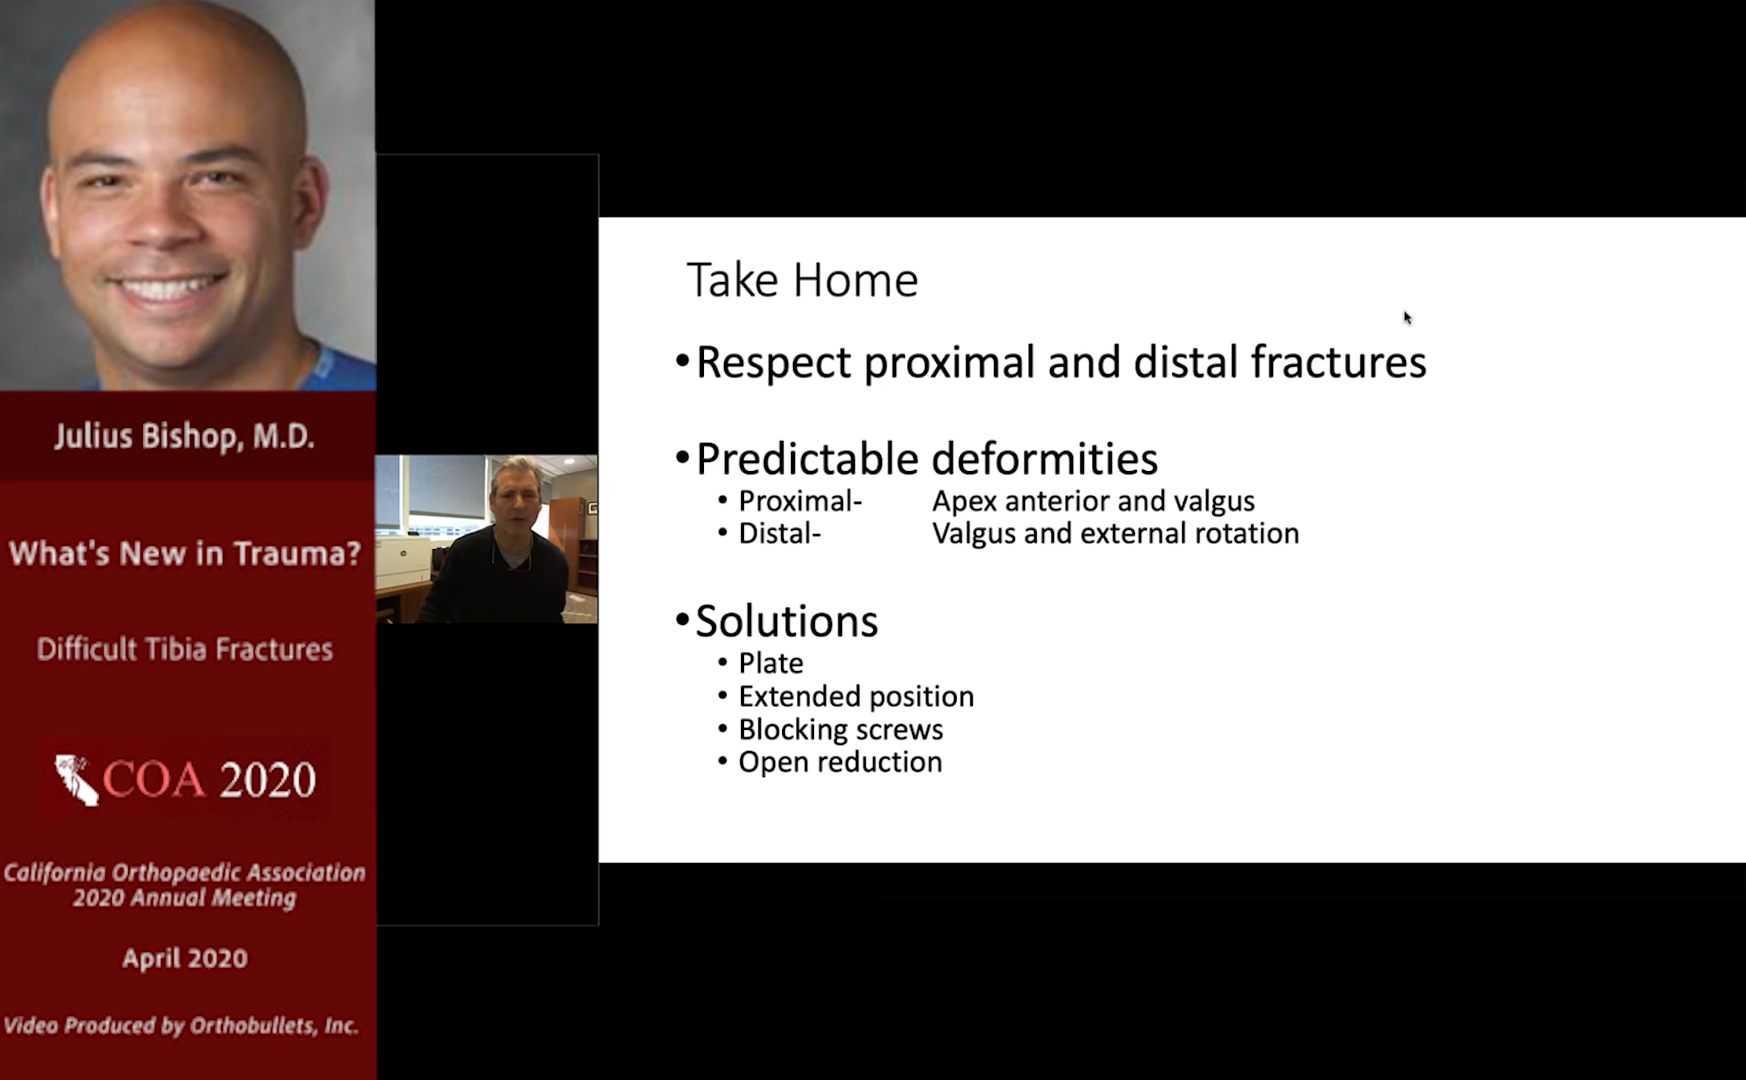 Julius Bishop, M.D.
What's New in Trauma?
Difficult Tibia Fractures
COA 2020
California Orthopaedic Association
2020 Annual Meeting
April 2020
Video Produced by Orthobullets, Inc.
Take Home
•Respect proximal and distal fractures
•Predictable deformities
• Proximal- Apex anterior and valgus
• Distal- Valgus and external rotation
•Solutions
• Plate
• Extended position
• Blocking screws
• Open reduction